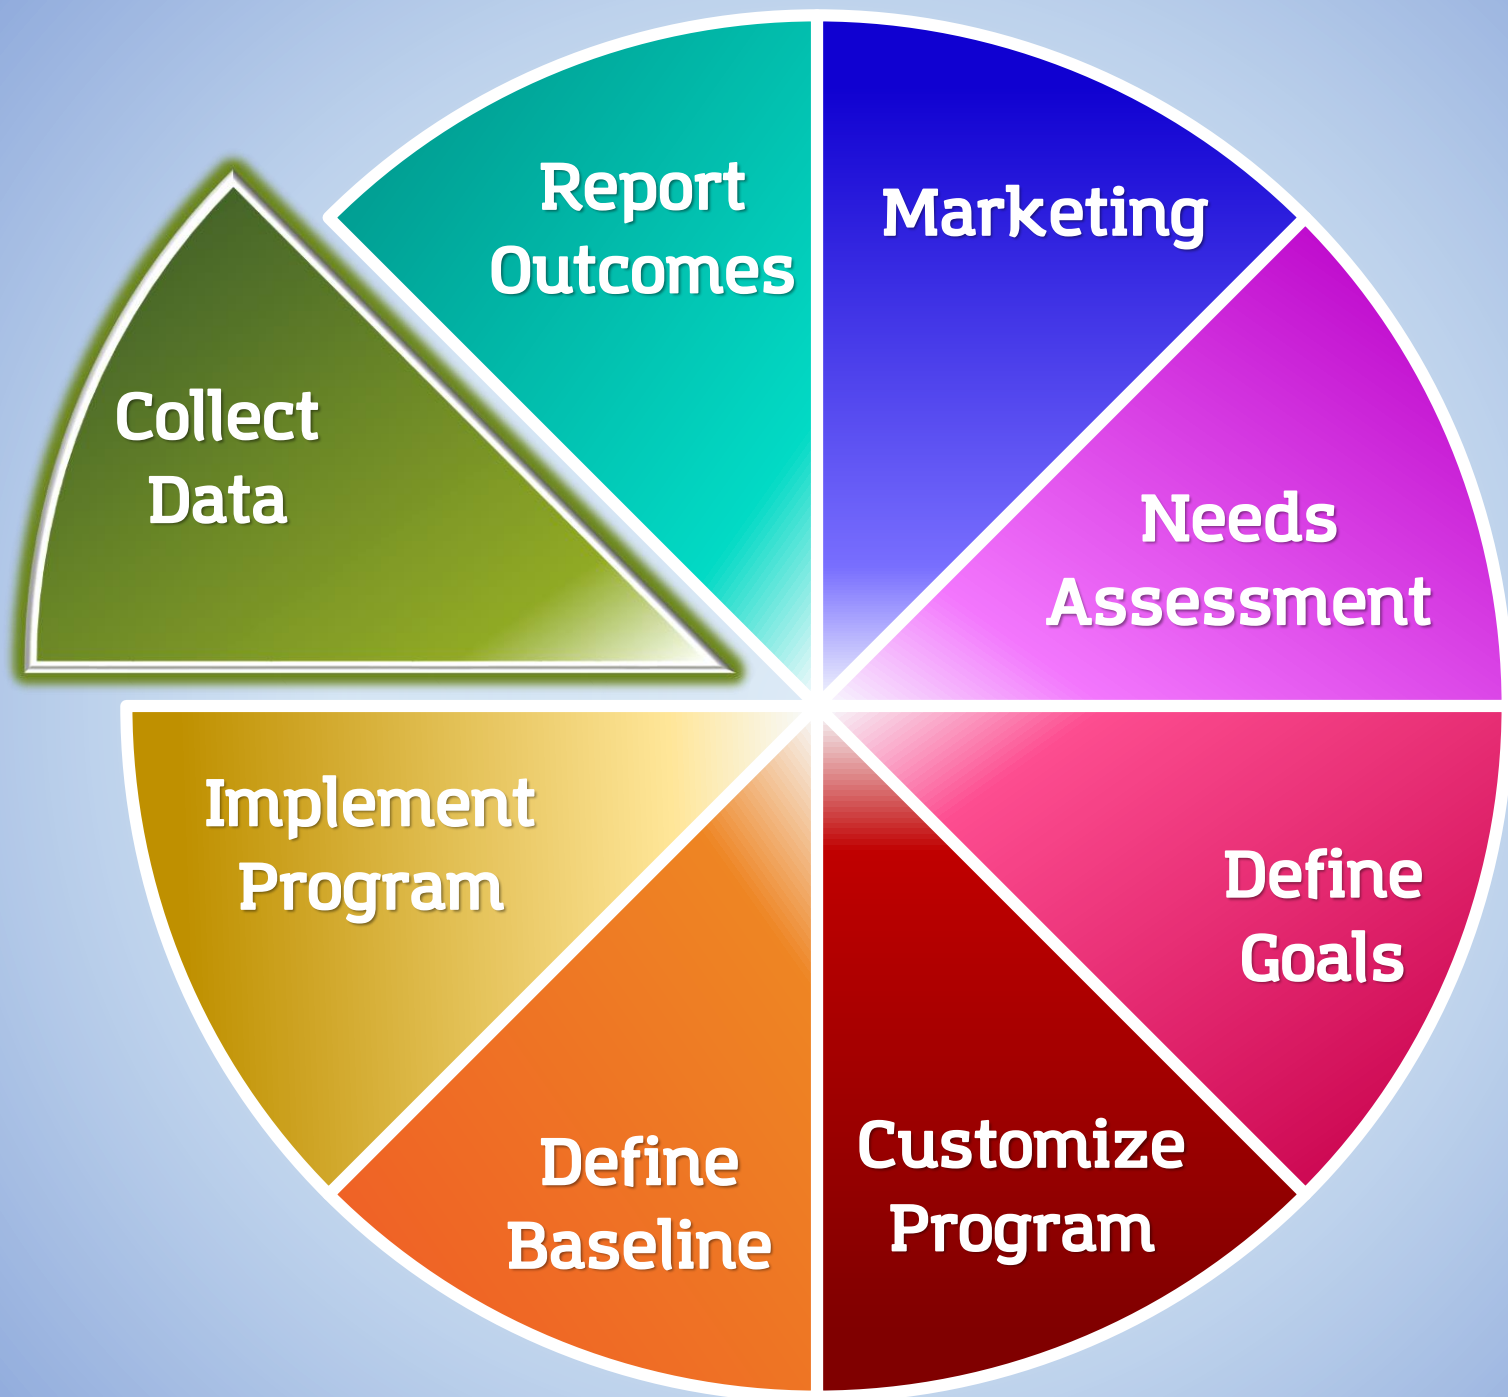 Report
Outcomes
Marketing
Collect
Data
Needs
Assessment
Implement
Program
Define
Goals
Define
Baseline
Customize
Program